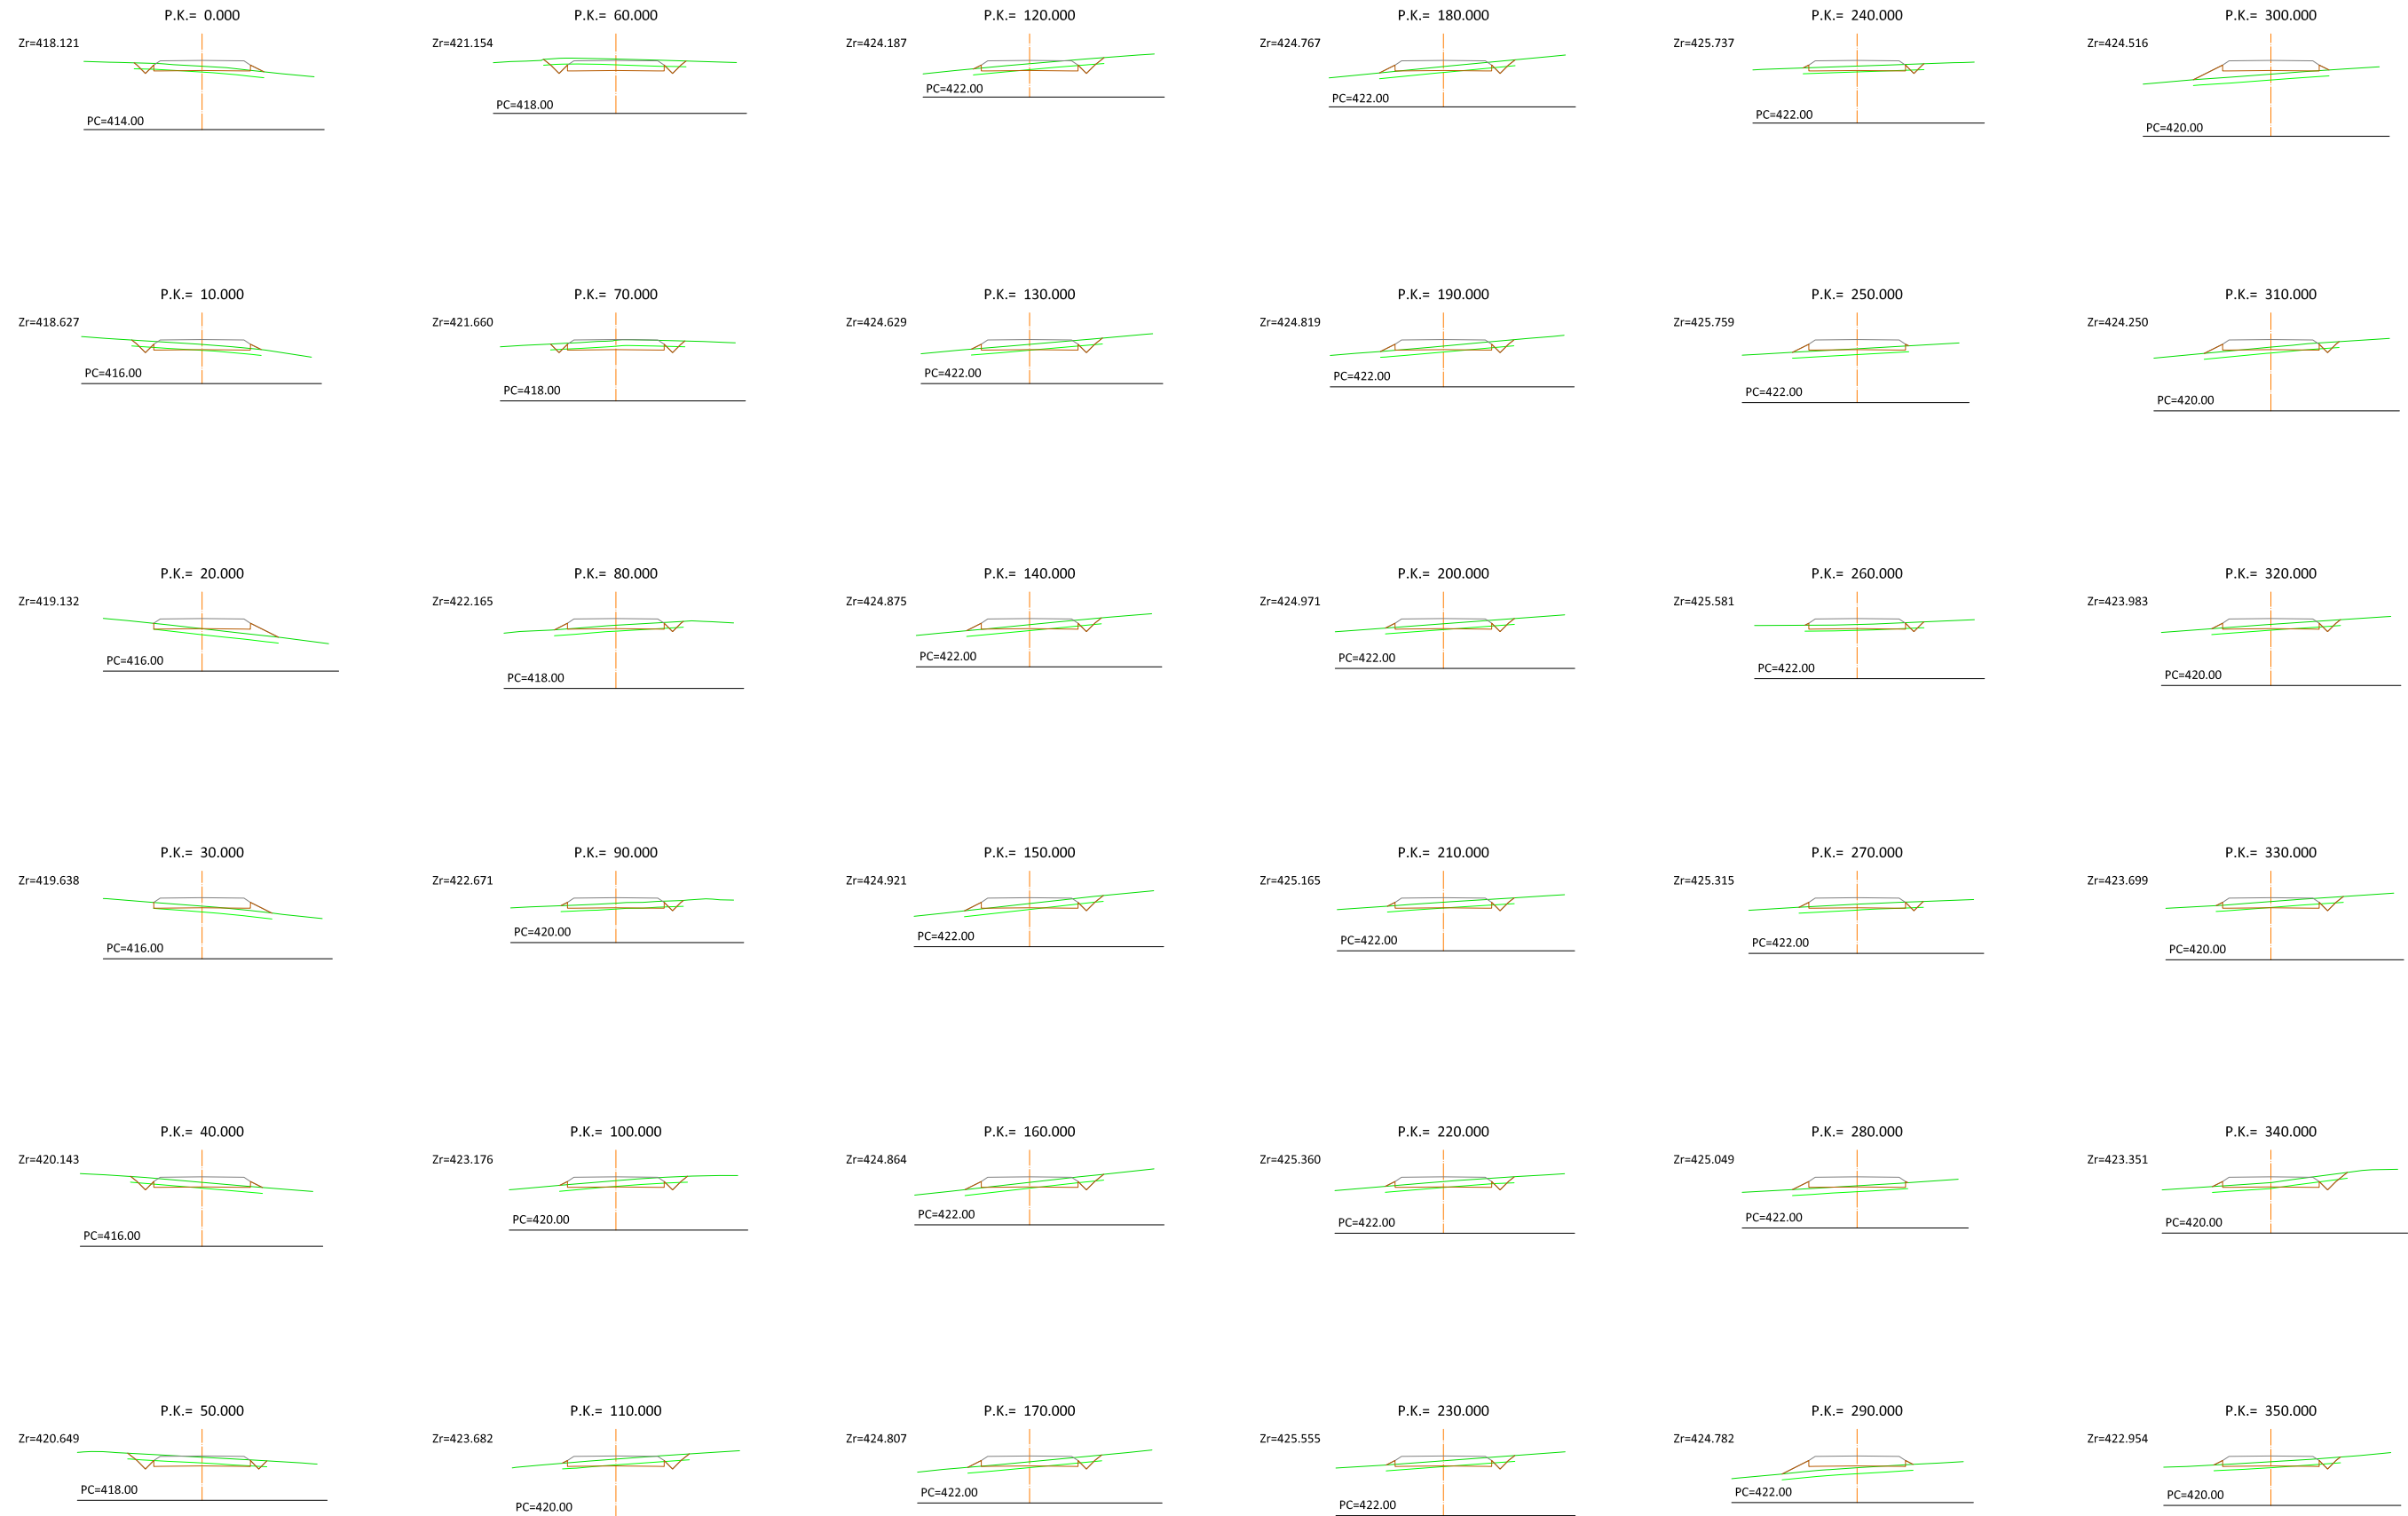 P.K.= 0.000
Zr=418.121
PC=414.00
P.K.= 10.000
Zr=418.627
PC=416.00
P.K.= 20.000
Zr=419.132
PC=416.00
P.K.= 30.000
Zr=419.638
PC=416.00
P.K.= 40.000
Zr=420.143
PC=416.00
P.K.= 50.000
Zr=420.649
PC=418.00
P.K.= 60.000
Zr=421.154
PC=418.00
P.K.= 70.000
Zr=421.660
PC=418.00
P.K.= 80.000
Zr=422.165
PC=418.00
P.K.= 90.000
Zr=422.671
PC=420.00
P.K.= 100.000
Zr=423.176
PC=420.00
P.K.= 110.000
Zr=423.682
PC=420.00
P.K.= 120.000
Zr=424.187
PC=422.00
P.K.= 130.000
Zr=424.629
PC=422.00
P.K.= 140.000
Zr=424.875
PC=422.00
P.K.= 150.000
Zr=424.921
PC=422.00
P.K.= 160.000
Zr=424.864
PC=422.00
P.K.= 170.000
Zr=424.807
PC=422.00
P.K.= 180.000
Zr=424.767
PC=422.00
P.K.= 190.000
Zr=424.819
PC=422.00
P.K.= 200.000
Zr=424.971
PC=422.00
P.K.= 210.000
Zr=425.165
PC=422.00
P.K.= 220.000
Zr=425.360
PC=422.00
P.K.= 230.000
Zr=425.555
PC=422.00
P.K.= 240.000
Zr=425.737
PC=422.00
P.K.= 250.000
Zr=425.759
PC=422.00
P.K.= 260.000
Zr=425.581
PC=422.00
P.K.= 270.000
Zr=425.315
PC=422.00
P.K.= 280.000
Zr=425.049
PC=422.00
P.K.= 290.000
Zr=424.782
PC=422.00
P.K.= 300.000
Zr=424.516
PC=420.00
P.K.= 310.000
Zr=424.250
PC=420.00
P.K.= 320.000
Zr=423.983
PC=420.00
P.K.= 330.000
Zr=423.699
PC=420.00
P.K.= 340.000
Zr=423.351
PC=420.00
P.K.= 350.000
Zr=422.954
PC=420.00